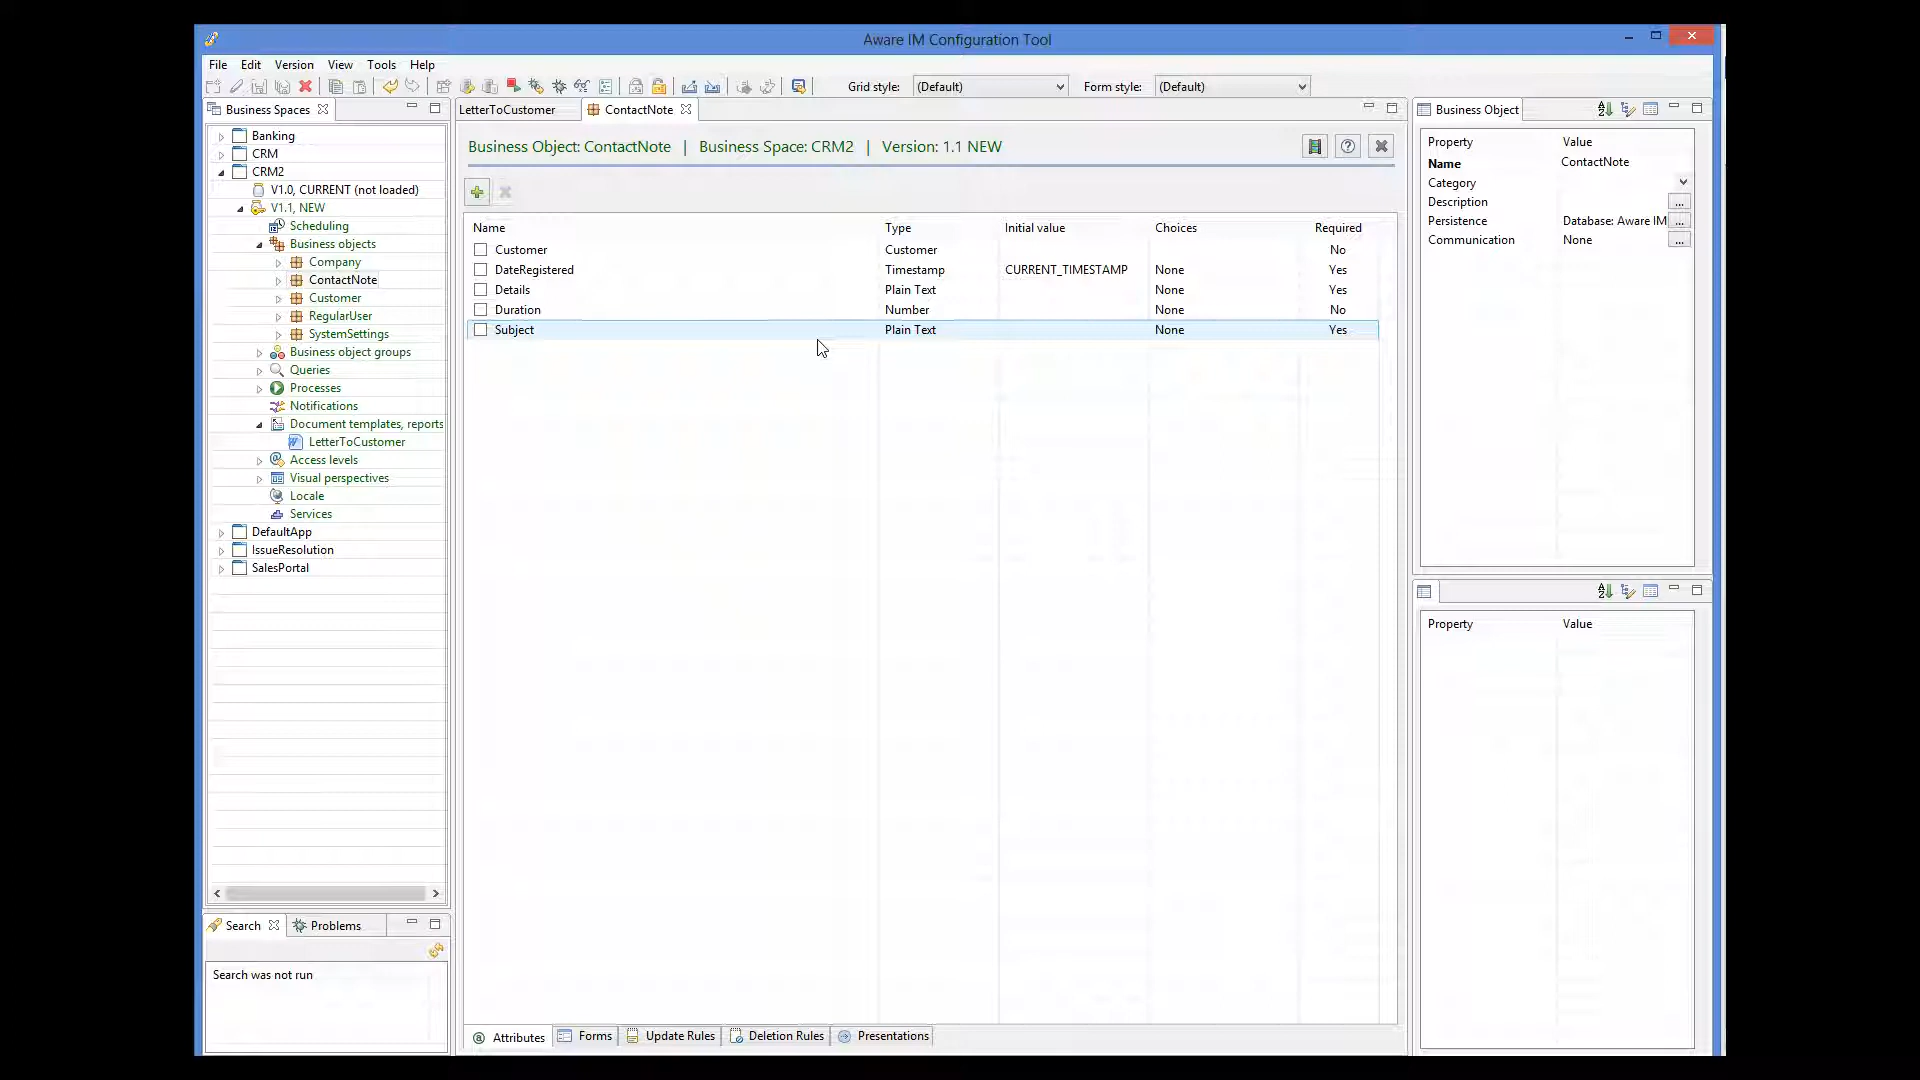 Aware IM Configuration Tool
File Edit Version View Tools Help
Grid style: (Default) Form style: (Default)
Business Spaces
Banking
CRM
CRM2
V1.0, CURRENT (not loaded)
V1.1, NEW
Scheduling
Business objects
Company
ContactNote
Customer
RegularUser
SystemSettings
Business object groups
Queries
Processes
Notifications
Document templates, reports
LetterToCustomer
Access levels
Visual perspectives
Locale
Services
DefaultApp
IssueResolution
SalesPortal
Search Problems
Search was not run
LetterToCustomer ContactNote
Business Object: ContactNote | Business Space: CRM2 | Version: 1.1 NEW
Name Type Initial value Choices Required
Customer Customer No
DateRegistered Timestamp CURRENT_TIMESTAMP None Yes
Details Plain Text None Yes
Duration Number None No
Subject Plain Text None Yes
Attributes Forms Update Rules Deletion Rules Presentations
Business Object
Property Value
Name ContactNote
Category
Description ...
Persistence Database: Aware IM ...
Communication None ...
Property Value